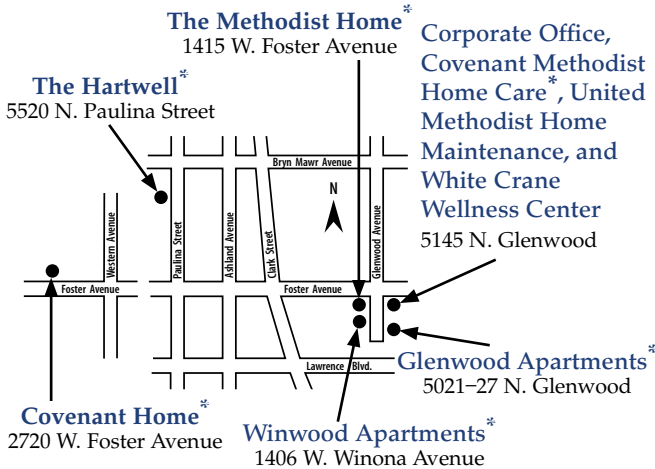 The Methodist Home*
1415 W. Foster Avenue
Corporate Office,
Covenant Methodist
Home Care*, United
Methodist Home
Maintenance, and
White Crane
Wellness Center
5145 N. Glenwood
The Hartwell*
5520 N. Paulina Street
Bryn Mawr Avenue
N
Western Avenue
Paulina Street
Ashland Avenue
Clark Street
Glenwood Avenue
Foster Avenue
Foster Avenue
Lawrence Blvd.
Glenwood Apartments*
5021–27 N. Glenwood
Covenant Home*
2720 W. Foster Avenue
Winwood Apartments*
1406 W. Winona Avenue